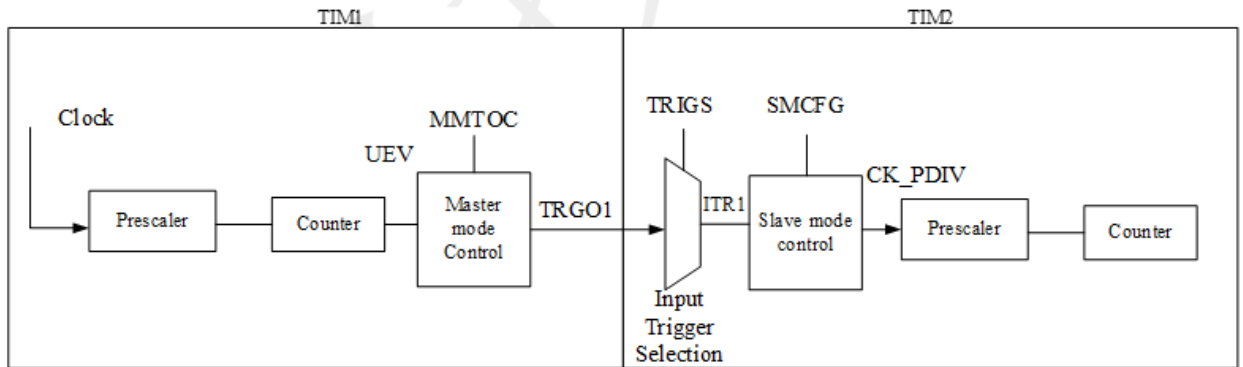 TIM1
TIM2
Clock
Prescaler
Counter
UEV
MMTOC
Master
mode
Control
TRGO1
TRIGS
ITR1
Input
Trigger
Selection
SMCFG
Slave mode
control
CK_PDIV
Prescaler
Counter